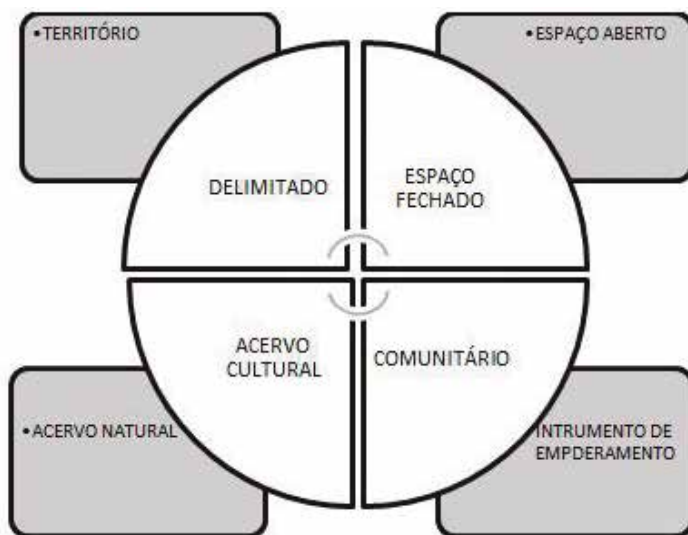 •TERRITÓRIO
•ESPAÇO ABERTO
DELIMITADO
ESPAÇO
FECHADO
ACERVO
CULTURAL
COMUNITÁRIO
•ACERVO NATURAL
INTRUMENTO DE
EMPDERAMENTO